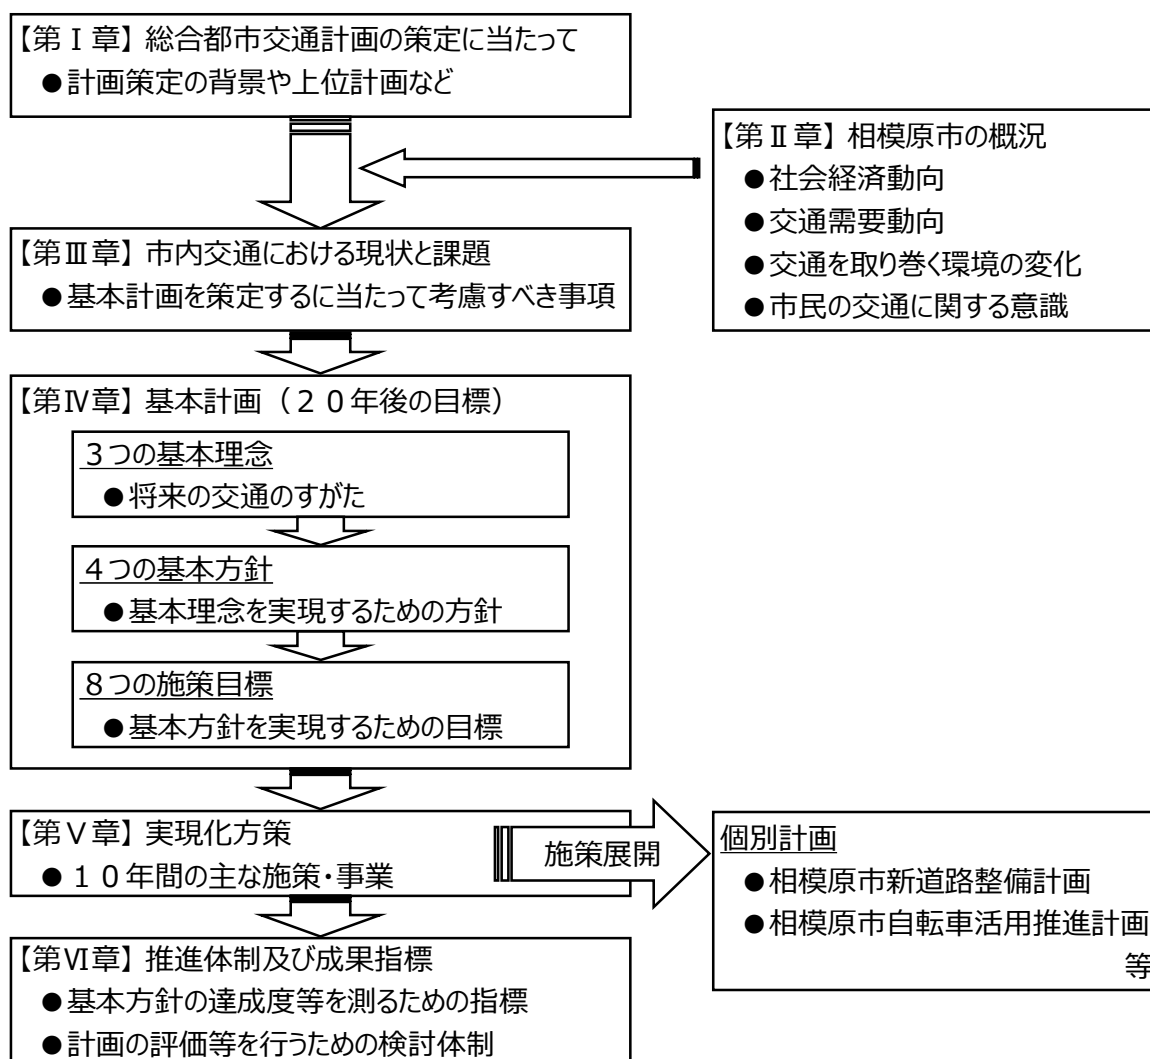 【第Ⅰ章】総合都市交通計画の策定に当たって
●計画策定の背景や上位計画など
【第Ⅱ章】相模原市の概況
●社会経済動向
●交通需要動向
●交通を取り巻く環境の変化
●市民の交通に関する意識
【第Ⅲ章】市内交通における現状と課題
●基本計画を策定するに当たって考慮すべき事項
【第Ⅳ章】基本計画（２０年後の目標）
３つの基本理念
●将来の交通のすがた
４つの基本方針
●基本理念を実現するための方針
８つの施策目標
●基本方針を実現するための目標
【第Ⅴ章】実現化方策
●１０年間の主な施策・事業
施策展開
個別計画
●相模原市新道路整備計画
●相模原市自転車活用推進計画
等
【第Ⅵ章】推進体制及び成果指標
●基本方針の達成度等を測るための指標
●計画の評価等を行うための検討体制